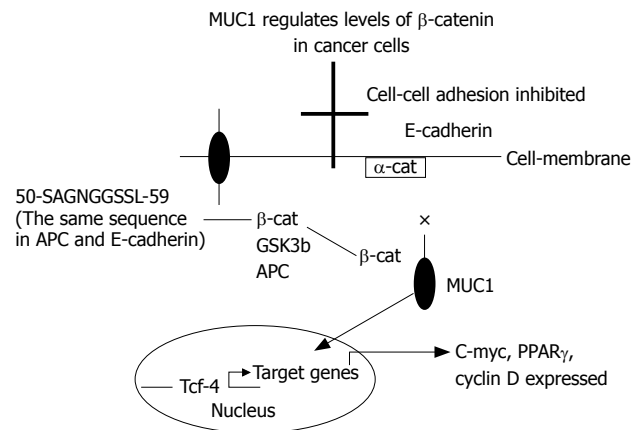 MUC1 regulates levels of β-catenin
in cancer cells
Cell-cell adhesion inhibited
E-cadherin
α-cat
Cell-membrane
50-SAGNGGSSL-59
(The same sequence
in APC and E-cadherin)
β-cat
GSK3b
APC
β-cat
×
MUC1
Target genes
Tcf-4
Nucleus
C-myc, PPARγ,
cyclin D expressed